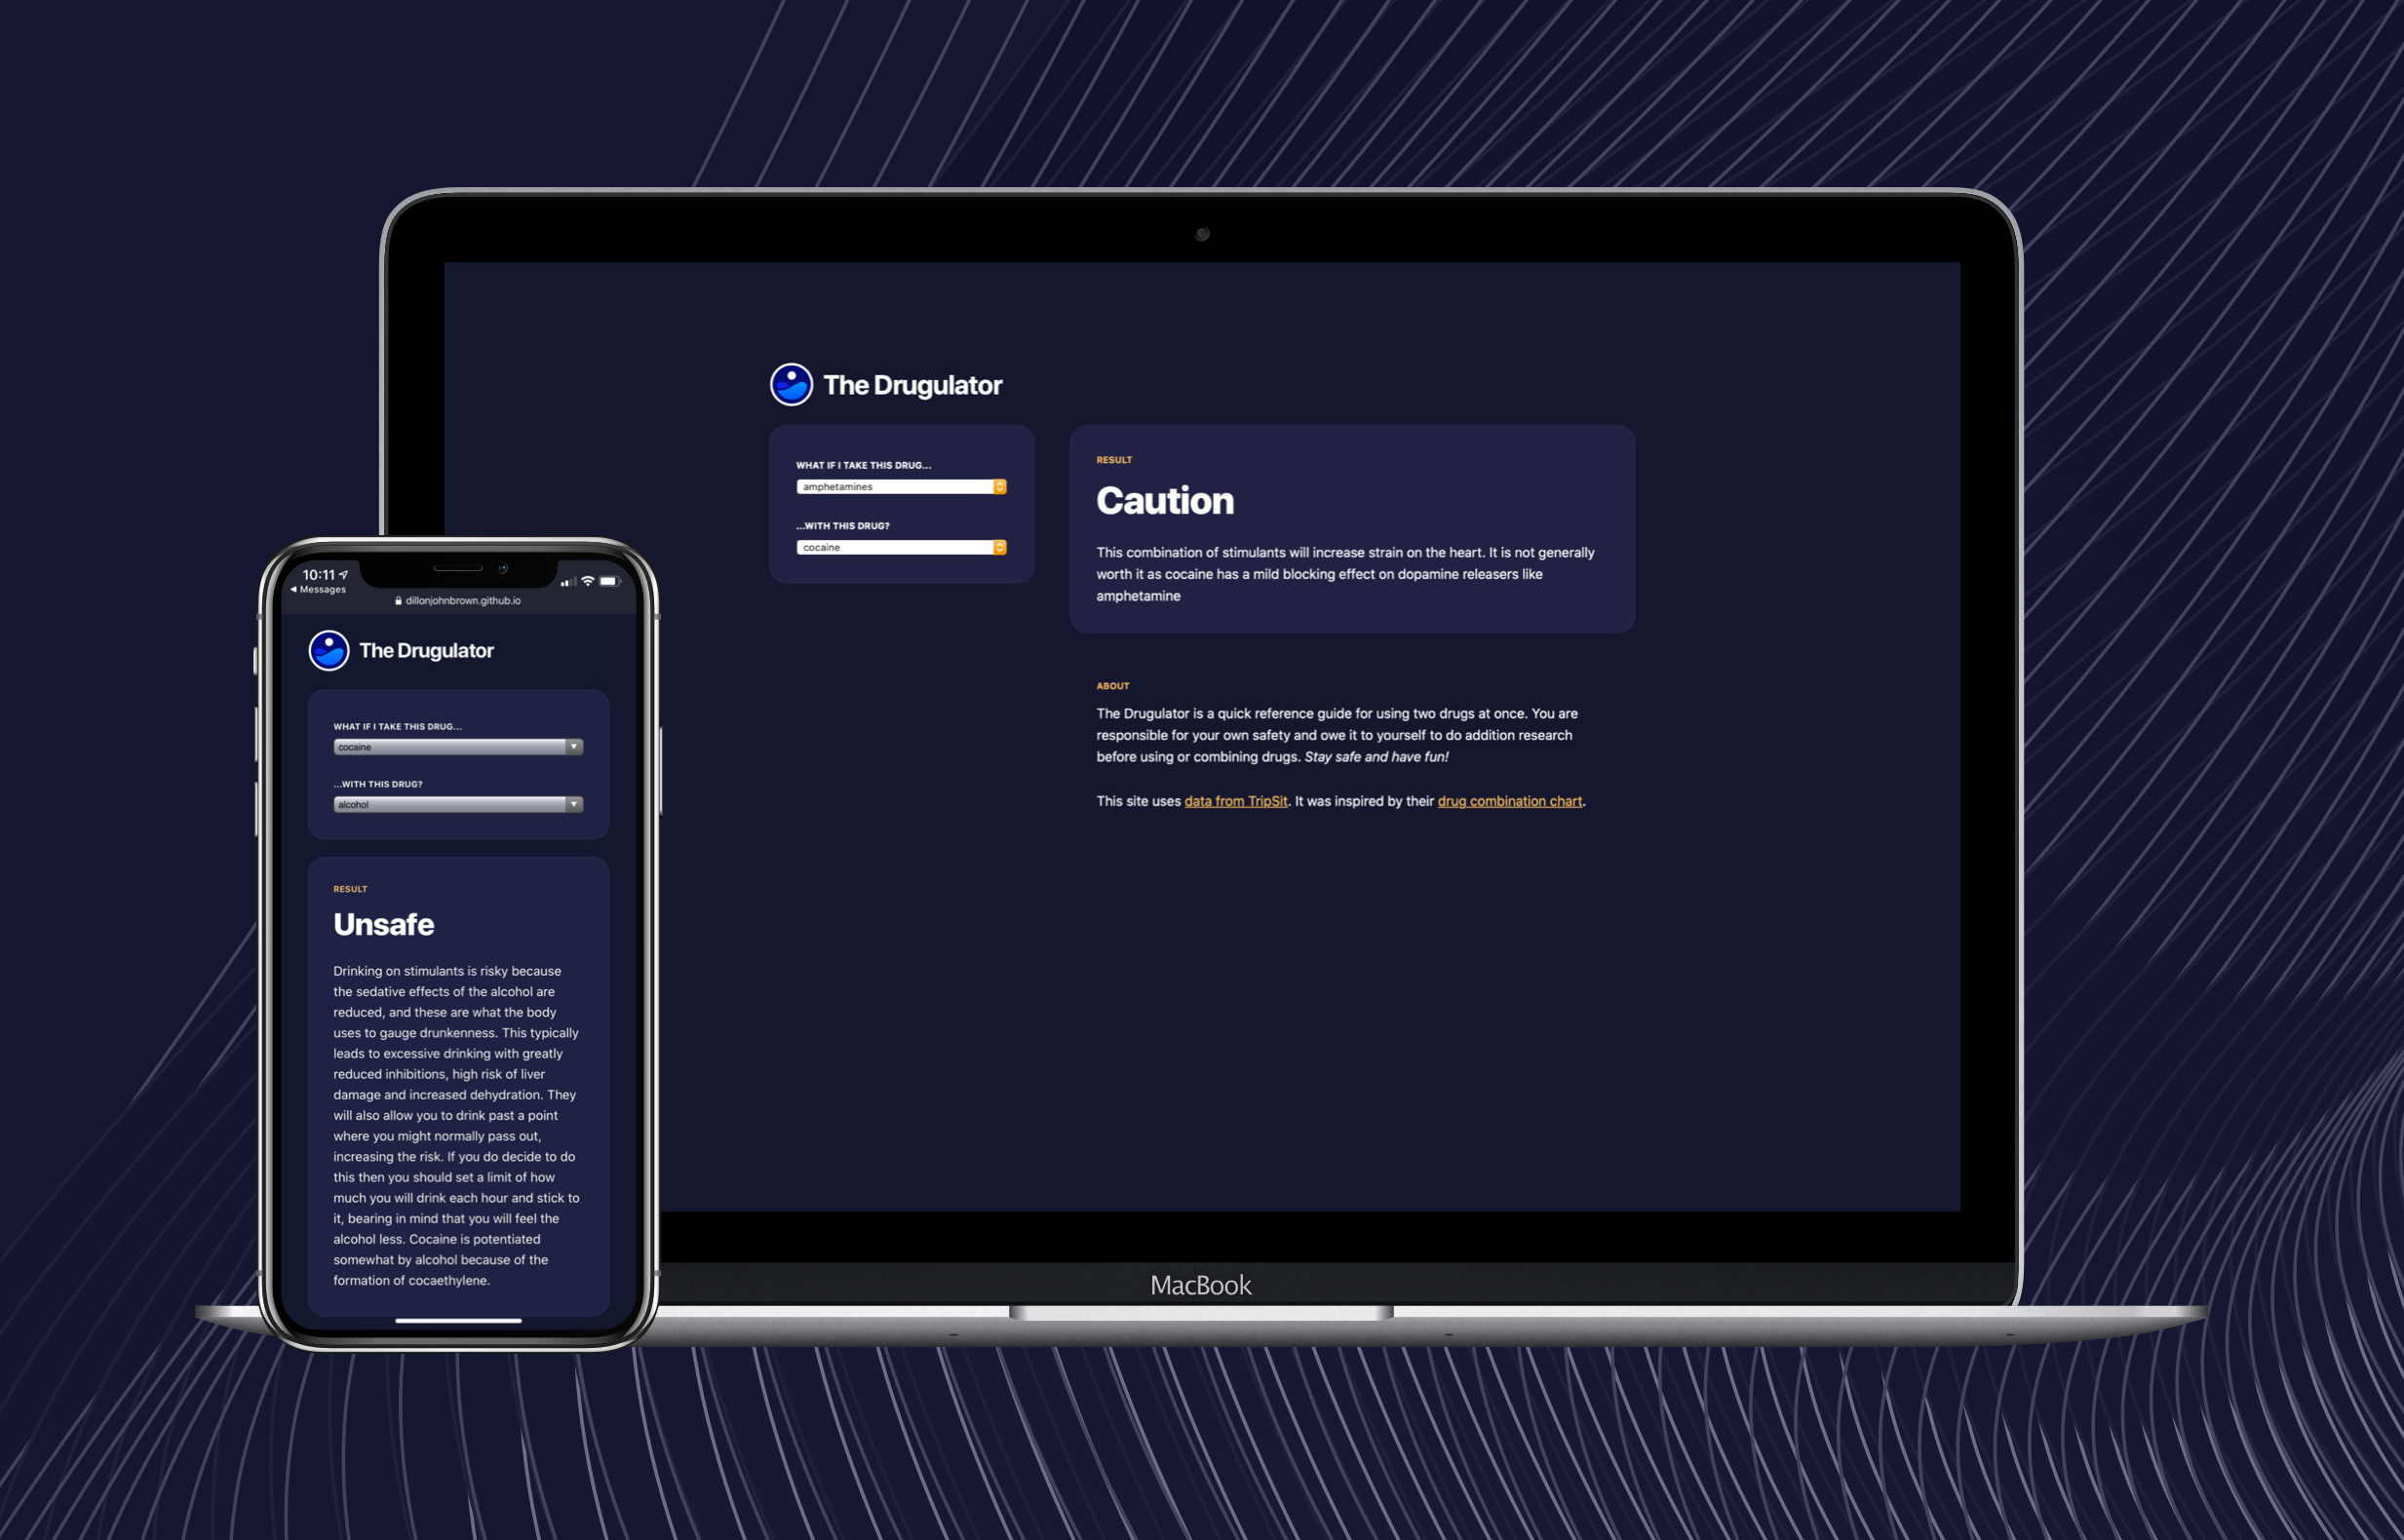 The Drugulator
WHAT IF I TAKE THIS DRUG...
amphetamines
...WITH THIS DRUG?
cocaine
RESULT
Caution
This combination of stimulants will increase strain on the heart. It is not generally
worth it as cocaine has a mild blocking effect on dopamine releasers like
amphetamine
ABOUT
The Drugulator is a quick reference guide for using two drugs at once. You are
responsible for your own safety and owe it to yourself to do addition research
before using or combining drugs. Stay safe and have fun!
This site uses data from TripSit. It was inspired by their drug combination chart.
MacBook
10:11
Messages
dillonjohnbrown.github.io
The Drugulator
WHAT IF I TAKE THIS DRUG...
cocaine
...WITH THIS DRUG?
alcohol
RESULT
Unsafe
Drinking on stimulants is risky because
the sedative effects of the alcohol are
reduced, and these are what the body
uses to gauge drunkenness. This typically
leads to excessive drinking with greatly
reduced inhibitions, high risk of liver
damage and increased dehydration. They
will also allow you to drink past a point
where you might normally pass out,
increasing the risk. If you do decide to do
this then you should set a limit of how
much you will drink each hour and stick to
it, bearing in mind that you will feel the
alcohol less. Cocaine is potentiated
somewhat by alcohol because of the
formation of cocaethylene.